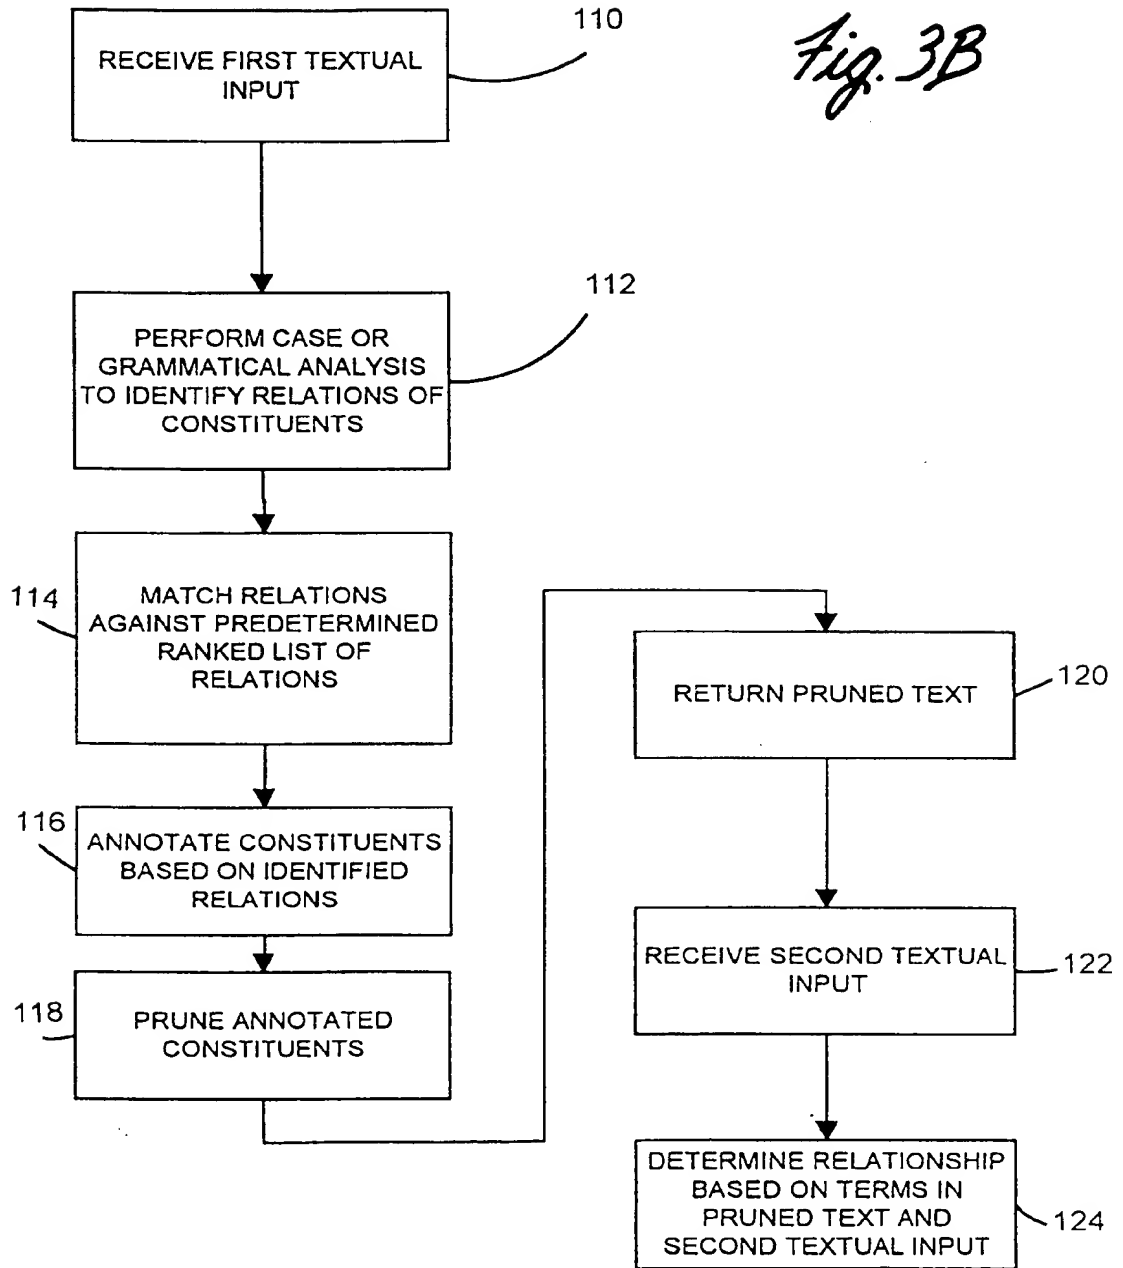 110
Fig. 3B
RECEIVE FIRST TEXTUAL
INPUT
112
PERFORM CASE OR
GRAMMATICAL ANALYSIS
TO IDENTIFY RELATIONS OF
CONSTITUENTS
114
MATCH RELATIONS
AGAINST PREDETERMINED
RANKED LIST OF
RELATIONS
116
ANNOTATE CONSTITUENTS
BASED ON IDENTIFIED
RELATIONS
118
PRUNE ANNOTATED
CONSTITUENTS
RETURN PRUNED TEXT
120
RECEIVE SECOND TEXTUAL
INPUT
122
DETERMINE RELATIONSHIP
BASED ON TERMS IN
PRUNED TEXT AND
SECOND TEXTUAL INPUT
124